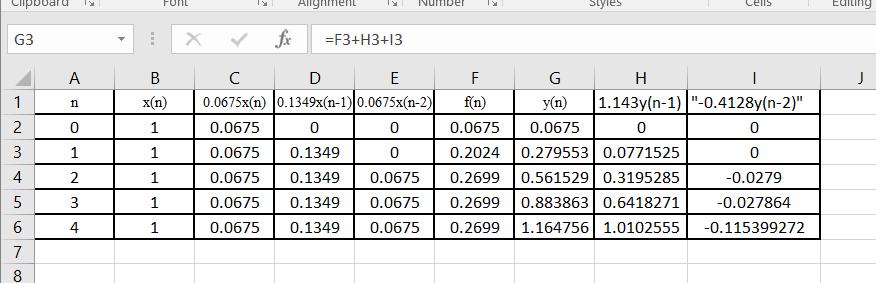 Clipboard Font Alignment Number Styles Cells Editing
G3 fx =F3+H3+I3
A B C D E F G H I J
1 n x(n) 0.0675x(n) 0.1349x(n-1) 0.0675x(n-2) f(n) y(n) 1.143y(n-1) "-0.4128y(n-2)"
2 0 1 0.0675 0 0 0.0675 0.0675 0 0
3 1 1 0.0675 0.1349 0 0.2024 0.279553 0.0771525 0
4 2 1 0.0675 0.1349 0.0675 0.2699 0.561529 0.3195285 -0.0279
5 3 1 0.0675 0.1349 0.0675 0.2699 0.883863 0.6418271 -0.027864
6 4 1 0.0675 0.1349 0.0675 0.2699 1.164756 1.0102555 -0.115399272
7
8